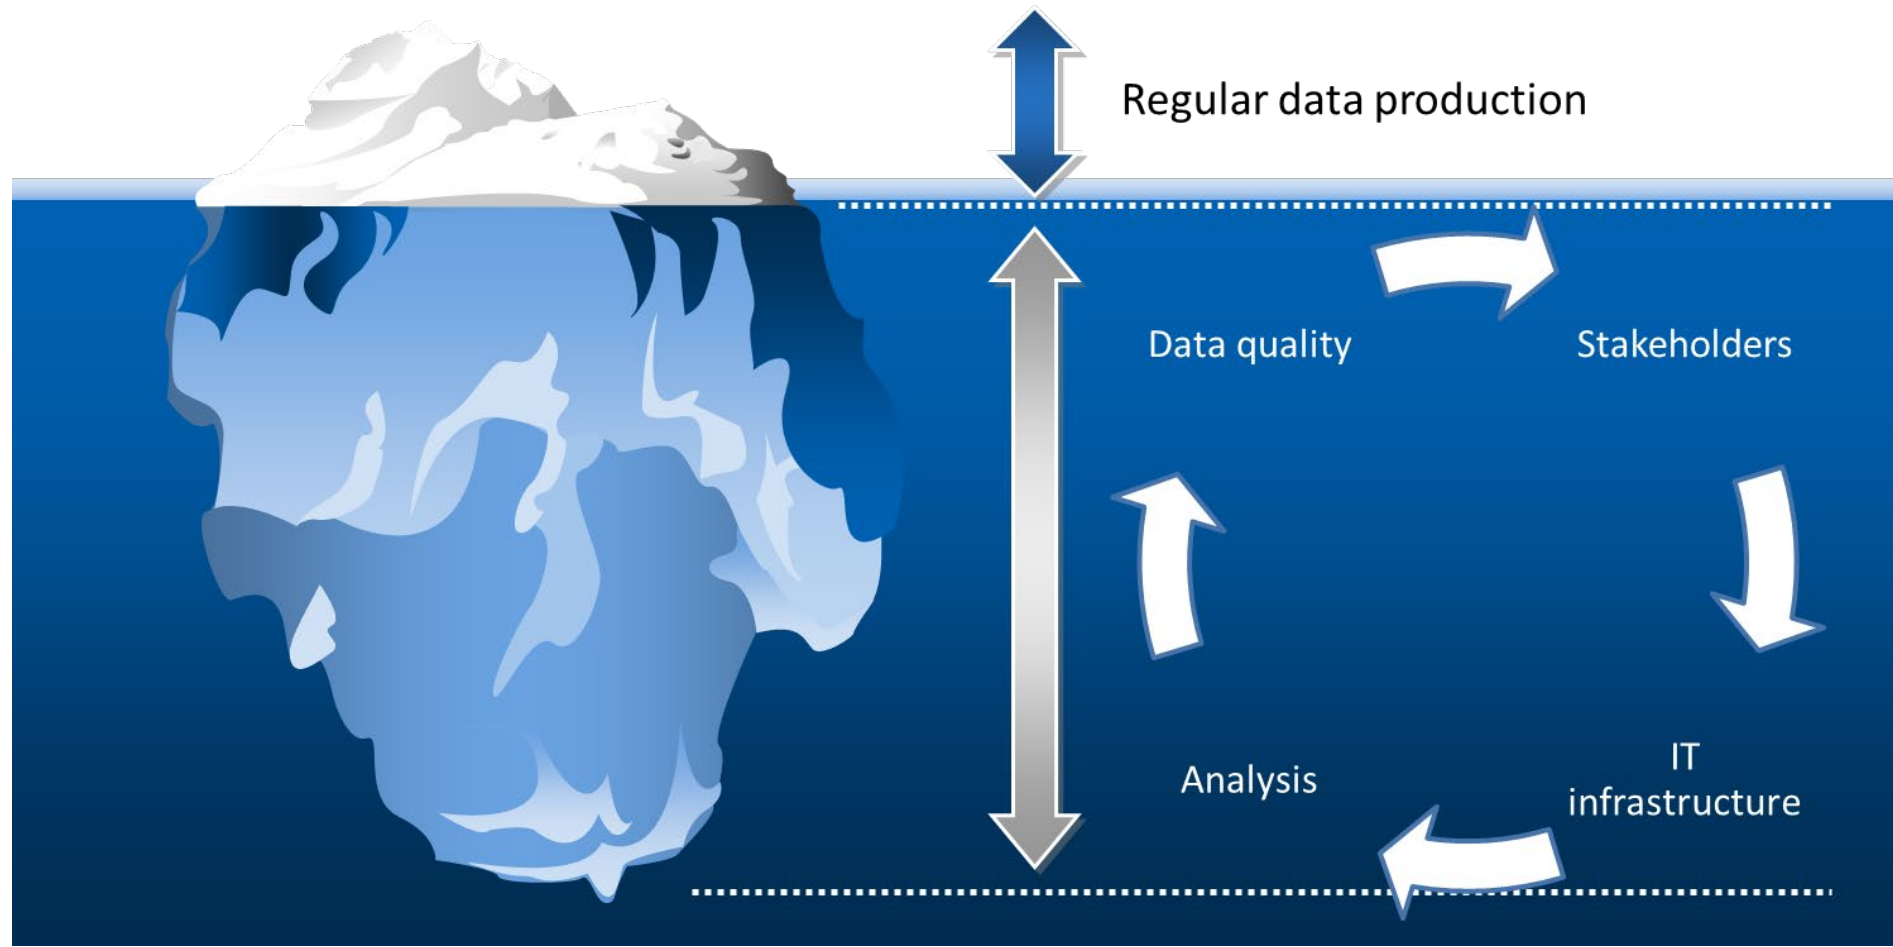 Regular data production
Data quality
Stakeholders
Analysis
IT
infrastructure